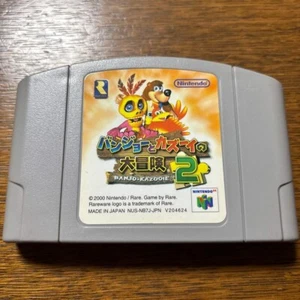 Nintendo
バンジョーとカズーイの
大冒険 2
BANJO-KAZOOIE
© 2000 Nintendo / Rare. Game by Rare.
Rareware logo is a trademark of Rare.
MADE IN JAPAN NUS-NB7J-JPN V204624
NINTENDO 64